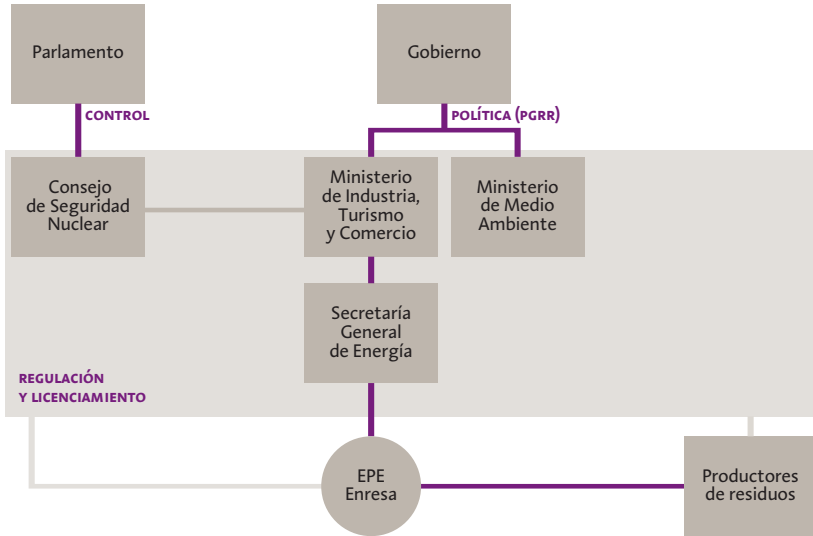 Parlamento
Gobierno
CONTROL
POLÍTICA (PGRR)
Consejo
de Seguridad
Nuclear
Ministerio
de Industria,
Turismo
y Comercio
Ministerio
de Medio
Ambiente
Secretaría
General
de Energía
REGULACIÓN
Y LICENCIAMIENTO
EPE
Enresa
Productores
de residuos